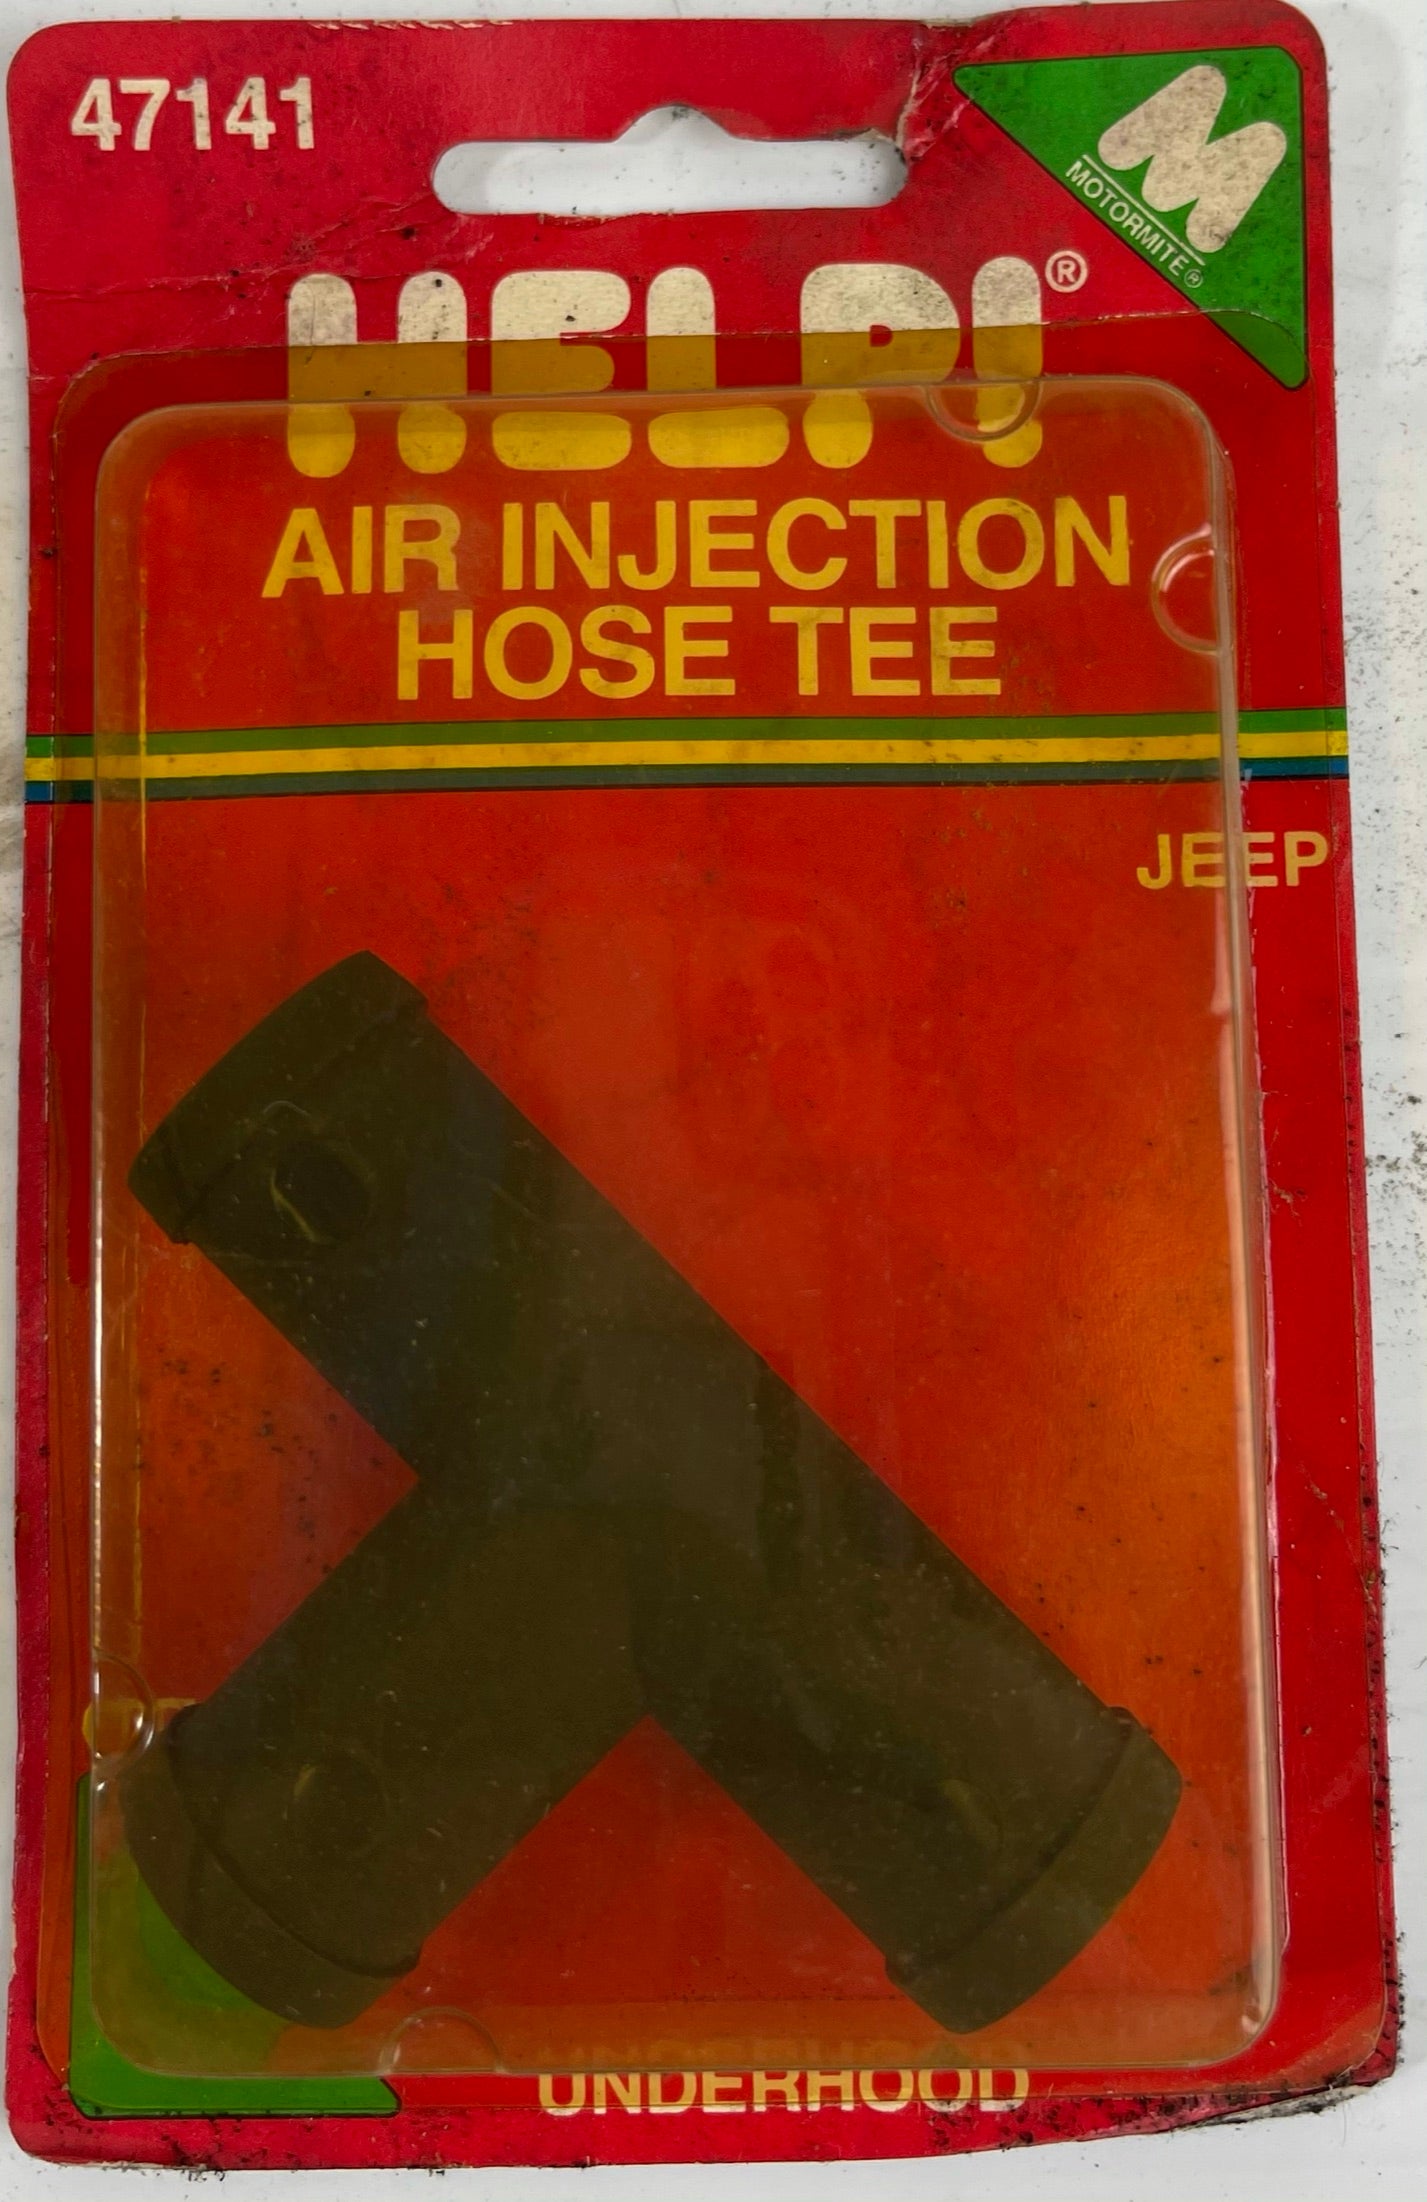 47141
MOTORMITE®
HELP!®
AIR INJECTION
HOSE TEE
JEEP
UNDERHOOD